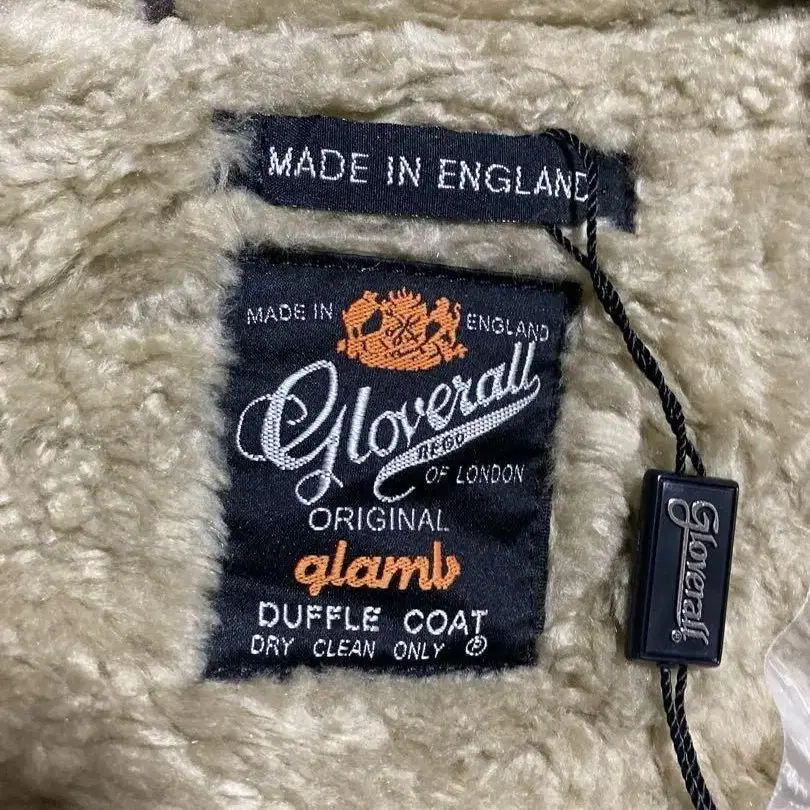 MADE IN ENGLAND
MADE IN ENGLAND
Gloverall
REGD
OF LONDON
ORIGINAL
glamb
DUFFLE COAT
DRY CLEAN ONLY Ⓟ
Gloverall®